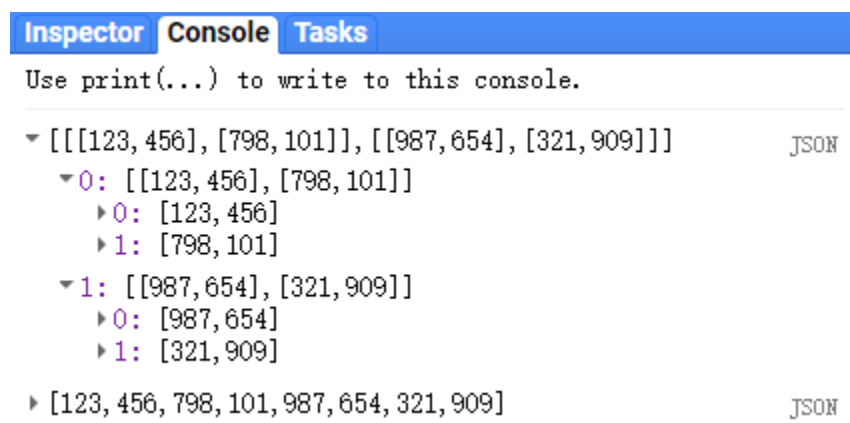 Inspector Console Tasks
Use print(...) to write to this console.
[[[123,456],[798,101]],[[987,654],[321,909]]] JSON
0: [[123,456],[798,101]]
0: [123,456]
1: [798,101]
1: [[987,654],[321,909]]
0: [987,654]
1: [321,909]
[123,456,798,101,987,654,321,909] JSON